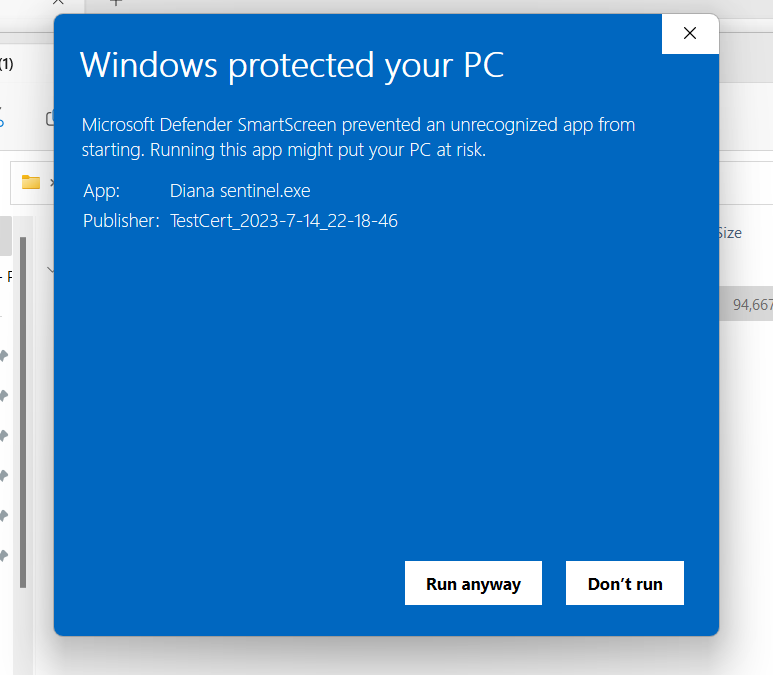 (1)
Windows protected your PC
Microsoft Defender SmartScreen prevented an unrecognized app from
starting. Running this app might put your PC at risk.
App: Diana sentinel.exe
Publisher: TestCert_2023-7-14_22-18-46
Size
94,667
Run anyway
Don’t run